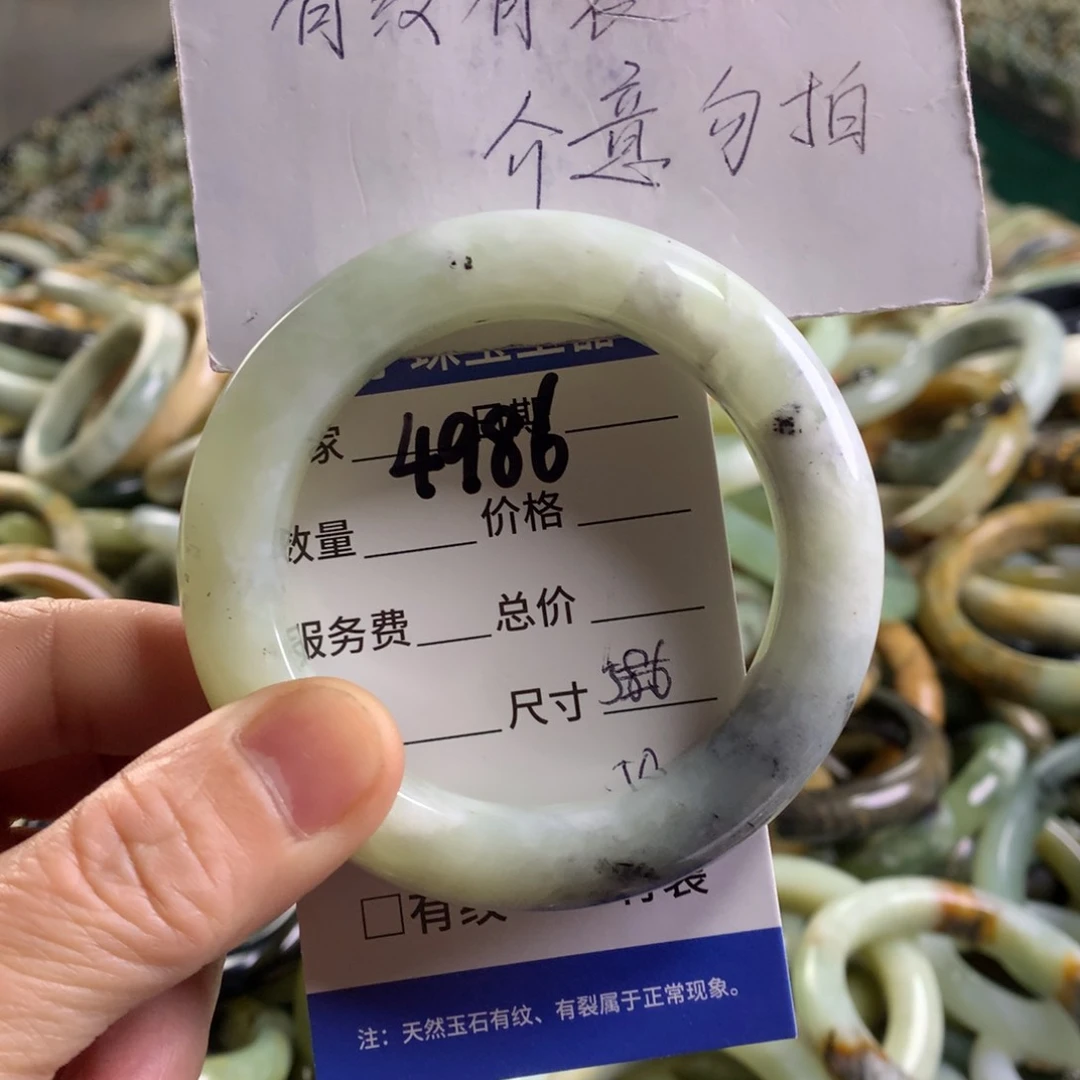 有纹有裂
介意勿拍
珠宝玉器
家 4986 日期
数量 价格
服务费 总价
尺寸
□有纹 有裂
注：天然玉石有纹、有裂属于正常现象。